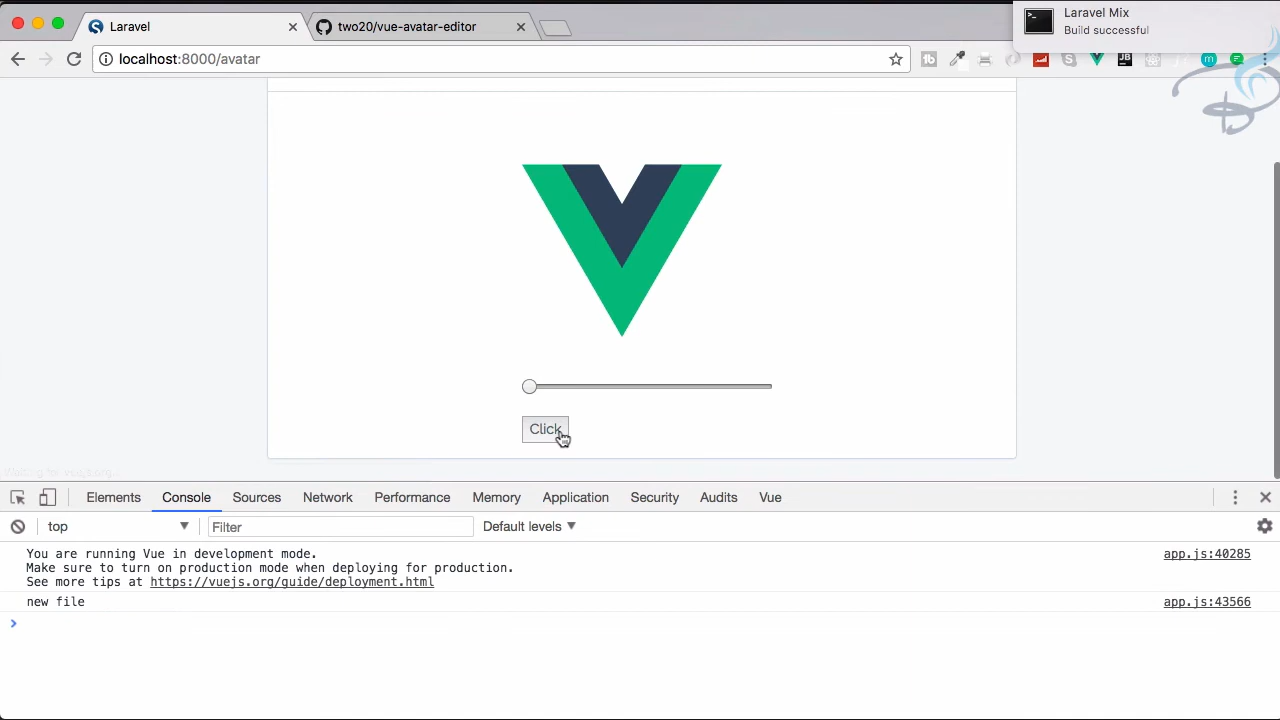 Laravel
two20/vue-avatar-editor
Laravel Mix
Build successful
localhost:8000/avatar
Click
Elements
Console
Sources
Network
Performance
Memory
Application
Security
Audits
Vue
top
Filter
Default levels
You are running Vue in development mode.
app.js:40285
Make sure to turn on production mode when deploying for production.
See more tips at https://vuejs.org/guide/deployment.html
new file
app.js:43566